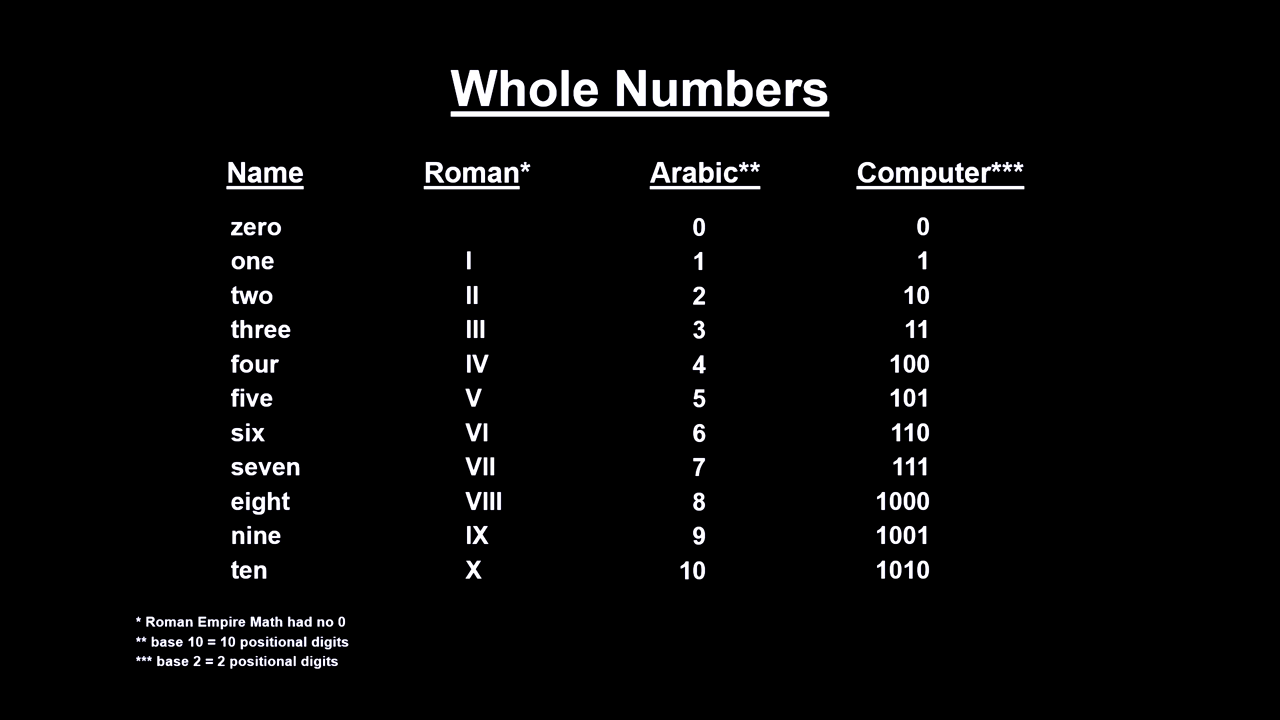 Whole Numbers
Name Roman* Arabic** Computer***
zero 0 0
one I 1 1
two II 2 10
three III 3 11
four IV 4 100
five V 5 101
six VI 6 110
seven VII 7 111
eight VIII 8 1000
nine IX 9 1001
ten X 10 1010
* Roman Empire Math had no 0
** base 10 = 10 positional digits
*** base 2 = 2 positional digits